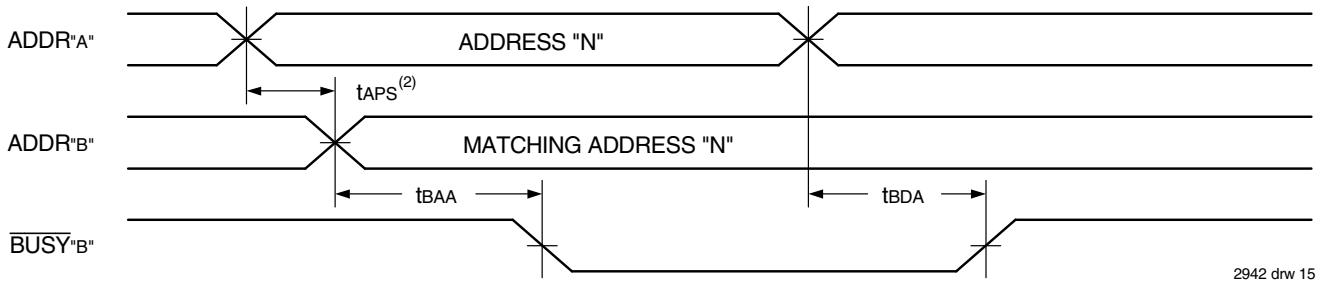 ADDR"A"
ADDRESS "N"
tAPS(2)
ADDR"B"
MATCHING ADDRESS "N"
tBAA
tBDA
BUSY"B"
2942 drw 15